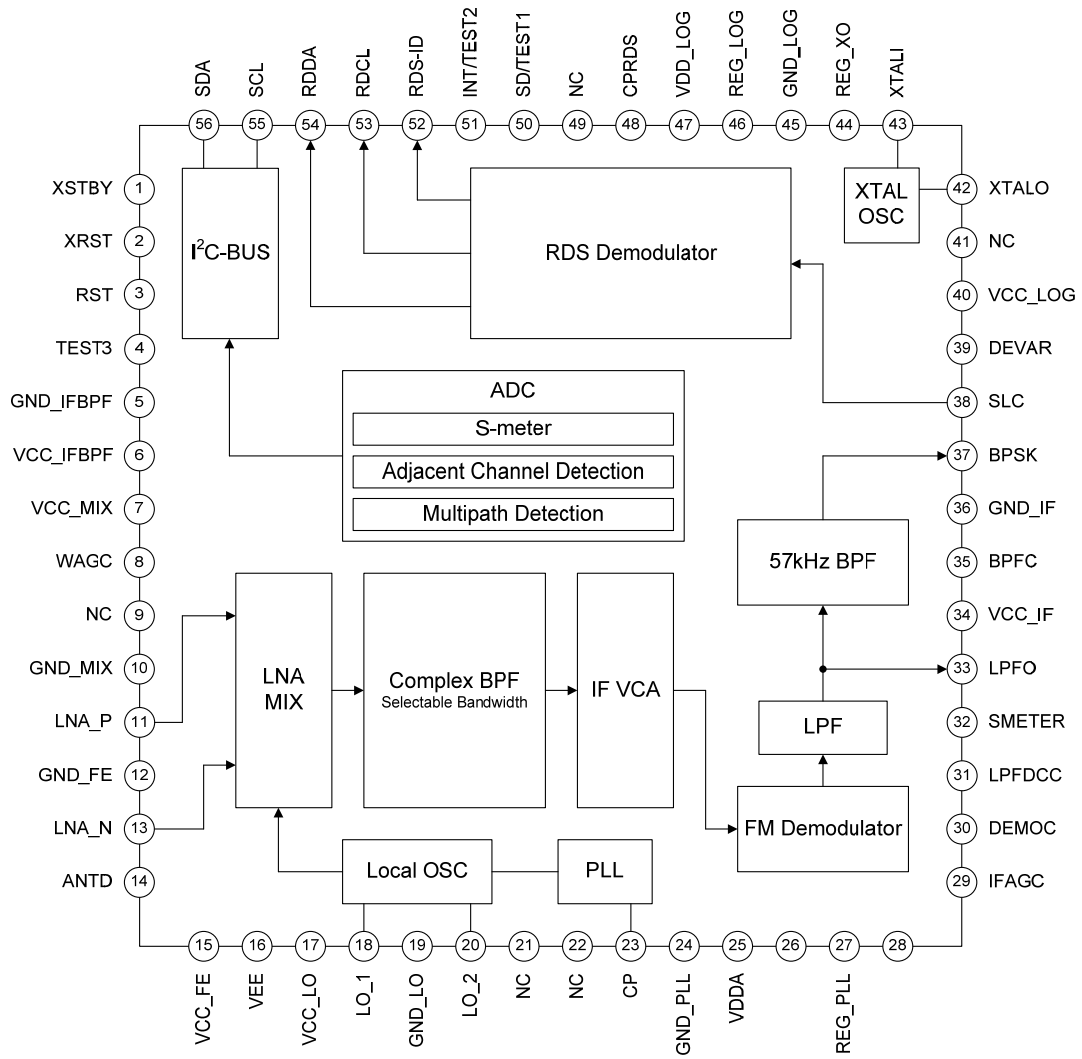 SDA
SCL
RDDA
RDCL
RDS-ID
INT/TEST2
SD/TEST1
NC
CPRDS
VDD_LOG
REG_LOG
GND_LOG
REG_XO
XTALI
56
55
54
53
52
51
50
49
48
47
46
45
44
43
XSTBY 1
XRST 2
RST 3
TEST3 4
GND_IFBPF 5
VCC_IFBPF 6
VCC_MIX 7
WAGC 8
NC 9
GND_MIX 10
LNA_P 11
GND_FE 12
LNA_N 13
ANTD 14
I²C-BUS
RDS Demodulator
XTAL
OSC
ADC
S-meter
Adjacent Channel Detection
Multipath Detection
57kHz BPF
LNA
MIX
Complex BPF
Selectable Bandwidth
IF VCA
LPF
FM Demodulator
Local OSC
PLL
42 XTALO
41 NC
40 VCC_LOG
39 DEVAR
38 SLC
37 BPSK
36 GND_IF
35 BPFC
34 VCC_IF
33 LPFO
32 SMETER
31 LPFDCC
30 DEMOC
29 IFAGC
15
16
17
18
19
20
21
22
23
24
25
26
27
28
VCC_FE
VEE
VCC_LO
LO_1
GND_LO
LO_2
NC
NC
CP
GND_PLL
VDDA
REG_PLL